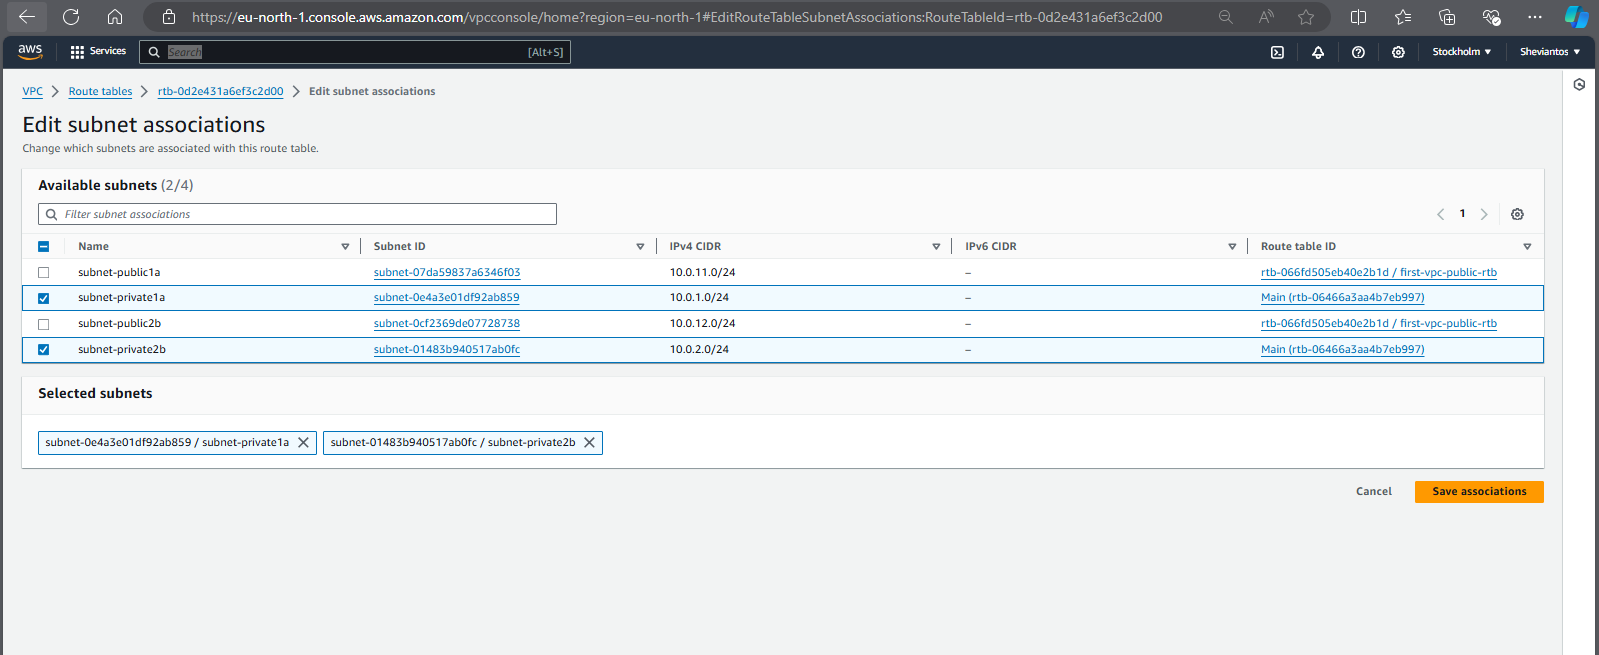 https://eu-north-1.console.aws.amazon.com/vpcconsole/home?region=eu-north-1#EditRouteTableSubnetAssociations:RouteTableId=rtb-0d2e431a6ef3c2d00
aws Services Search [Alt+S] Stockholm Sheviantos
VPC Route tables rtb-0d2e431a6ef3c2d00 Edit subnet associations
Edit subnet associations
Change which subnets are associated with this route table.
Available subnets (2/4)
Filter subnet associations
1
Name Subnet ID IPv4 CIDR IPv6 CIDR Route table ID
subnet-public1a subnet-07da59837a6346f03 10.0.11.0/24 – rtb-066fd505eb40e2b1d / first-vpc-public-rtb
subnet-private1a subnet-0e4a3e01df92ab859 10.0.1.0/24 – Main (rtb-06466a3aa4b7eb997)
subnet-public2b subnet-0cf2369de07728738 10.0.12.0/24 – rtb-066fd505eb40e2b1d / first-vpc-public-rtb
subnet-private2b subnet-01483b940517ab0fc 10.0.2.0/24 – Main (rtb-06466a3aa4b7eb997)
Selected subnets
subnet-0e4a3e01df92ab859 / subnet-private1a subnet-01483b940517ab0fc / subnet-private2b
Cancel Save associations